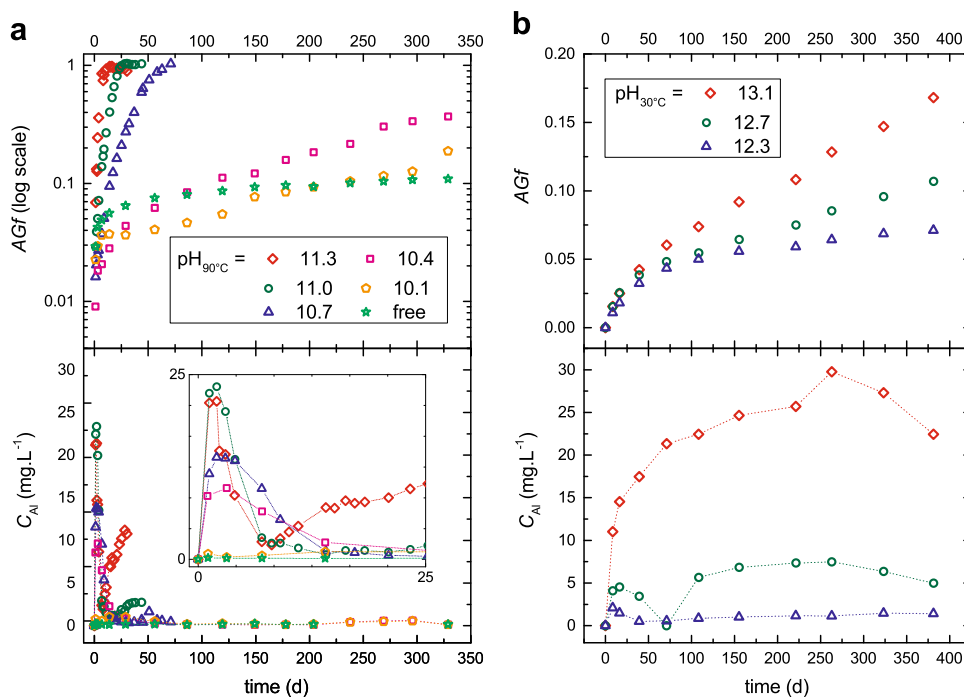 a
b
0 50 100 150 200 250 300 350
0 50 100 150 200 250 300 350 400
1
0.1
0.01
AGf (log scale)
pH90°C =
11.3
10.4
11.0
10.1
10.7
free
0.20
0.15
0.10
0.05
0.00
AGf
pH30°C =
13.1
12.7
12.3
30
25
20
15
10
5
0
CAl (mg.L-1)
25
0
0
25
0 50 100 150 200 250 300 350
time (d)
30
25
20
15
10
5
0
CAl (mg.L-1)
0 50 100 150 200 250 300 350 400
time (d)